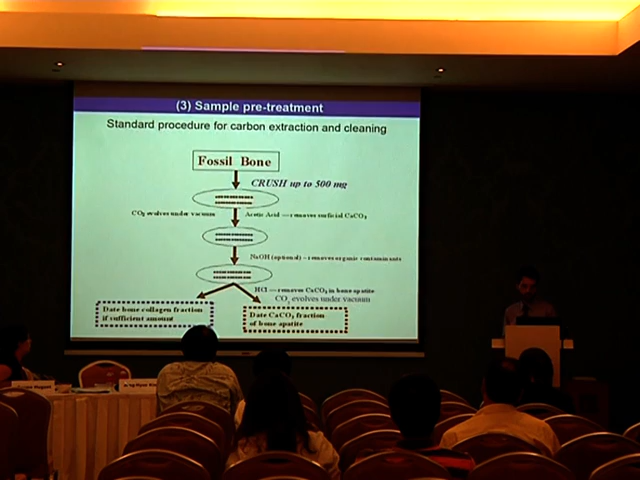 (3) Sample pre-treatment
Standard procedure for carbon extraction and cleaning
Fossil Bone
CRUSH up to 500 mg
CO₂ evolves under vacuum
Acetic Acid — removes surficial CaCO₃
NaOH (optional) – removes organic contaminants
HCl — removes CaCO₃ in bone apatite
CO₂ evolves under vacuum
Date bone collagen fraction
if sufficient amount
Date CaCO₃ fraction
of bone apatite